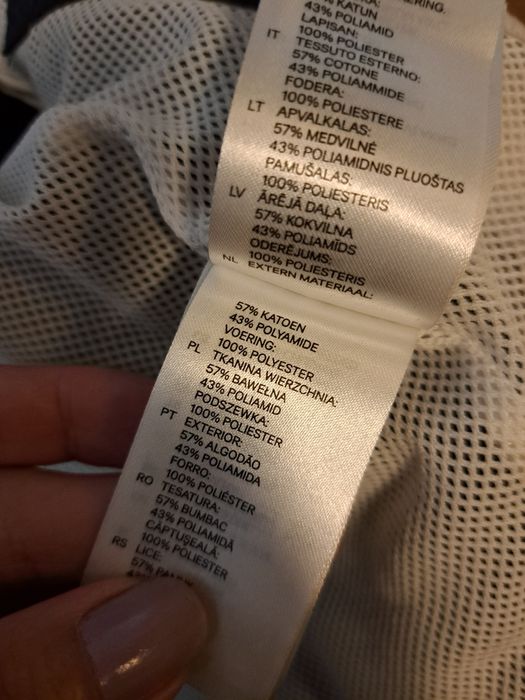 % KATUN
43% POLIAMID
LAPISAN:
100% POLIESTER
IT TESSUTO ESTERNO:
57% COTONE
43% POLIAMMIDE
FODERA:
100% POLIESTERE
LT APVALKALAS:
57% MEDVILNĖ
43% POLIAMIDNIS PLUOŠTAS
PAMUŠALAS:
100% POLIESTERIS
LV ĀRĒJĀ DAĻA:
57% KOKVILNA
43% POLIAMĪDS
ODERĒJUMS:
100% POLIESTERIS
NL EXTERN MATERIAAL:
57% KATOEN
43% POLYAMIDE
VOERING:
100% POLYESTER
PL TKANINA WIERZCHNIA:
57% BAWEŁNA
43% POLIAMID
PODSZEWKA:
100% POLIESTER
PT EXTERIOR:
57% ALGODÃO
43% POLIAMIDA
FORRO:
100% POLIÉSTER
RO TESATURA:
57% BUMBAC
43% POLIAMIDĂ
CĂPTUŞEALĂ:
100% POLIESTER
RS LICE:
57%